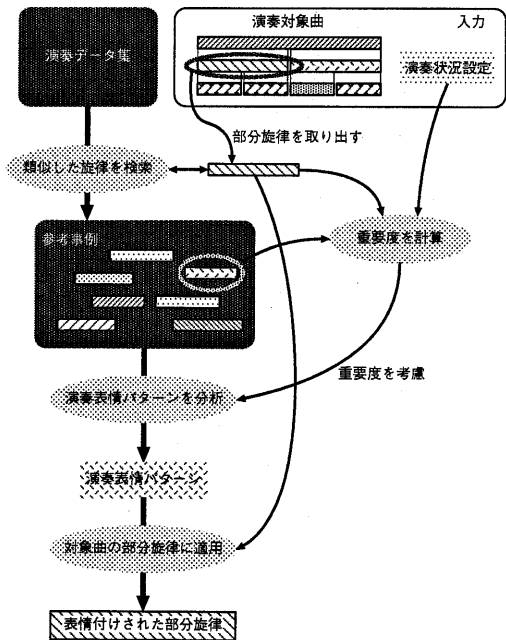 演奏対象曲
入力
演奏データ集
演奏状況設定
部分旋律を取り出す
類似した旋律を検索
参考事例
重要度を計算
重要度を考慮
演奏表情パターンを分析
演奏表情パターン
対象曲の部分旋律に適用
表情付けされた部分旋律